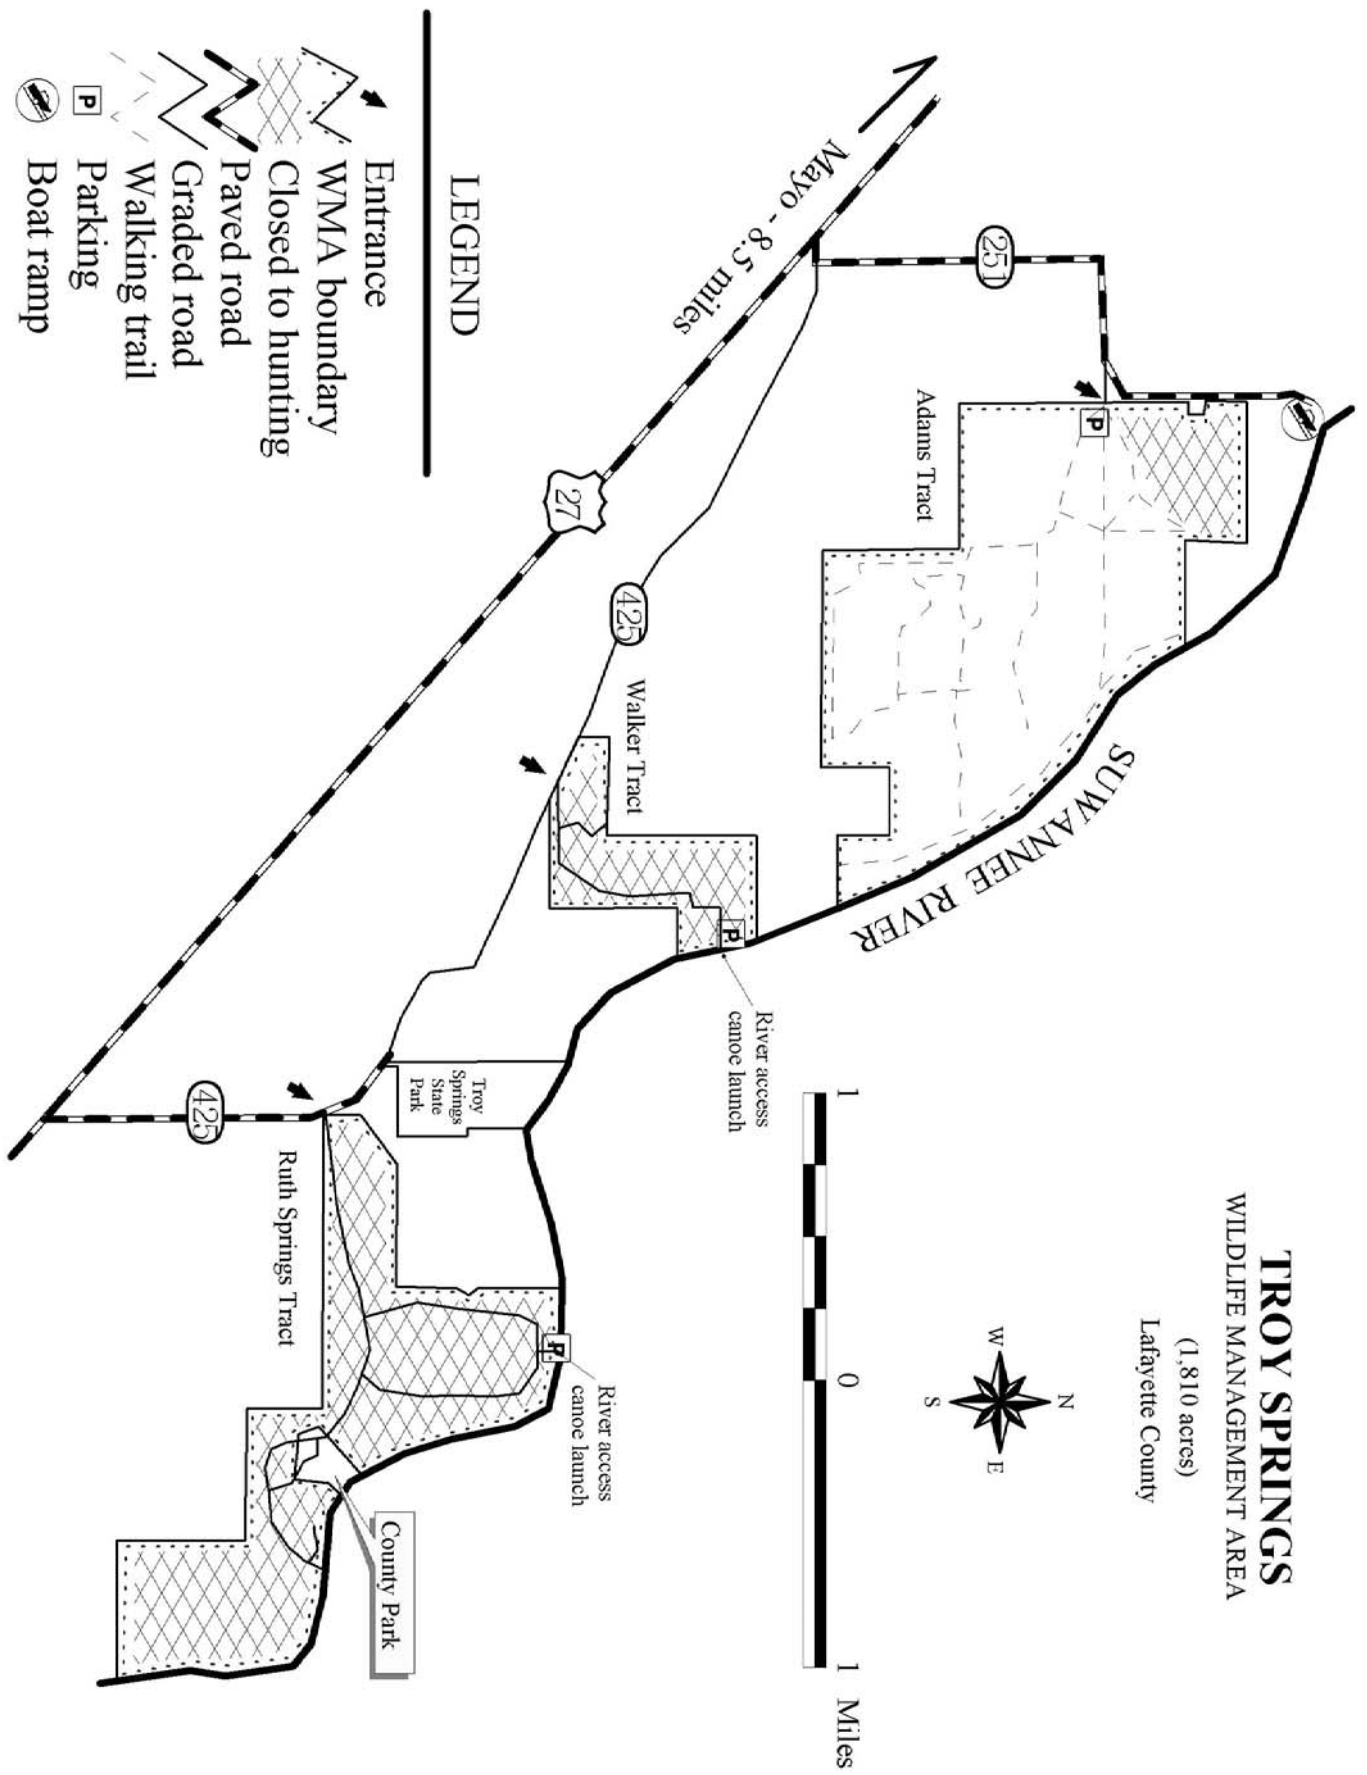 TROY SPRINGS
WILDLIFE MANAGEMENT AREA
(1,810 acres)
Lafayette County
N
W
E
S
1
0
1 Miles
Mayo - 8.5 miles
251
Adams Tract
27
425
Walker Tract
SUWANNEE RIVER
P
P
River access
canoe launch
Troy
Springs
State
Park
425
Ruth Springs Tract
P
River access
canoe launch
County Park
LEGEND
Entrance
WMA boundary
Closed to hunting
Paved road
Graded road
Walking trail
P
Parking
Boat ramp